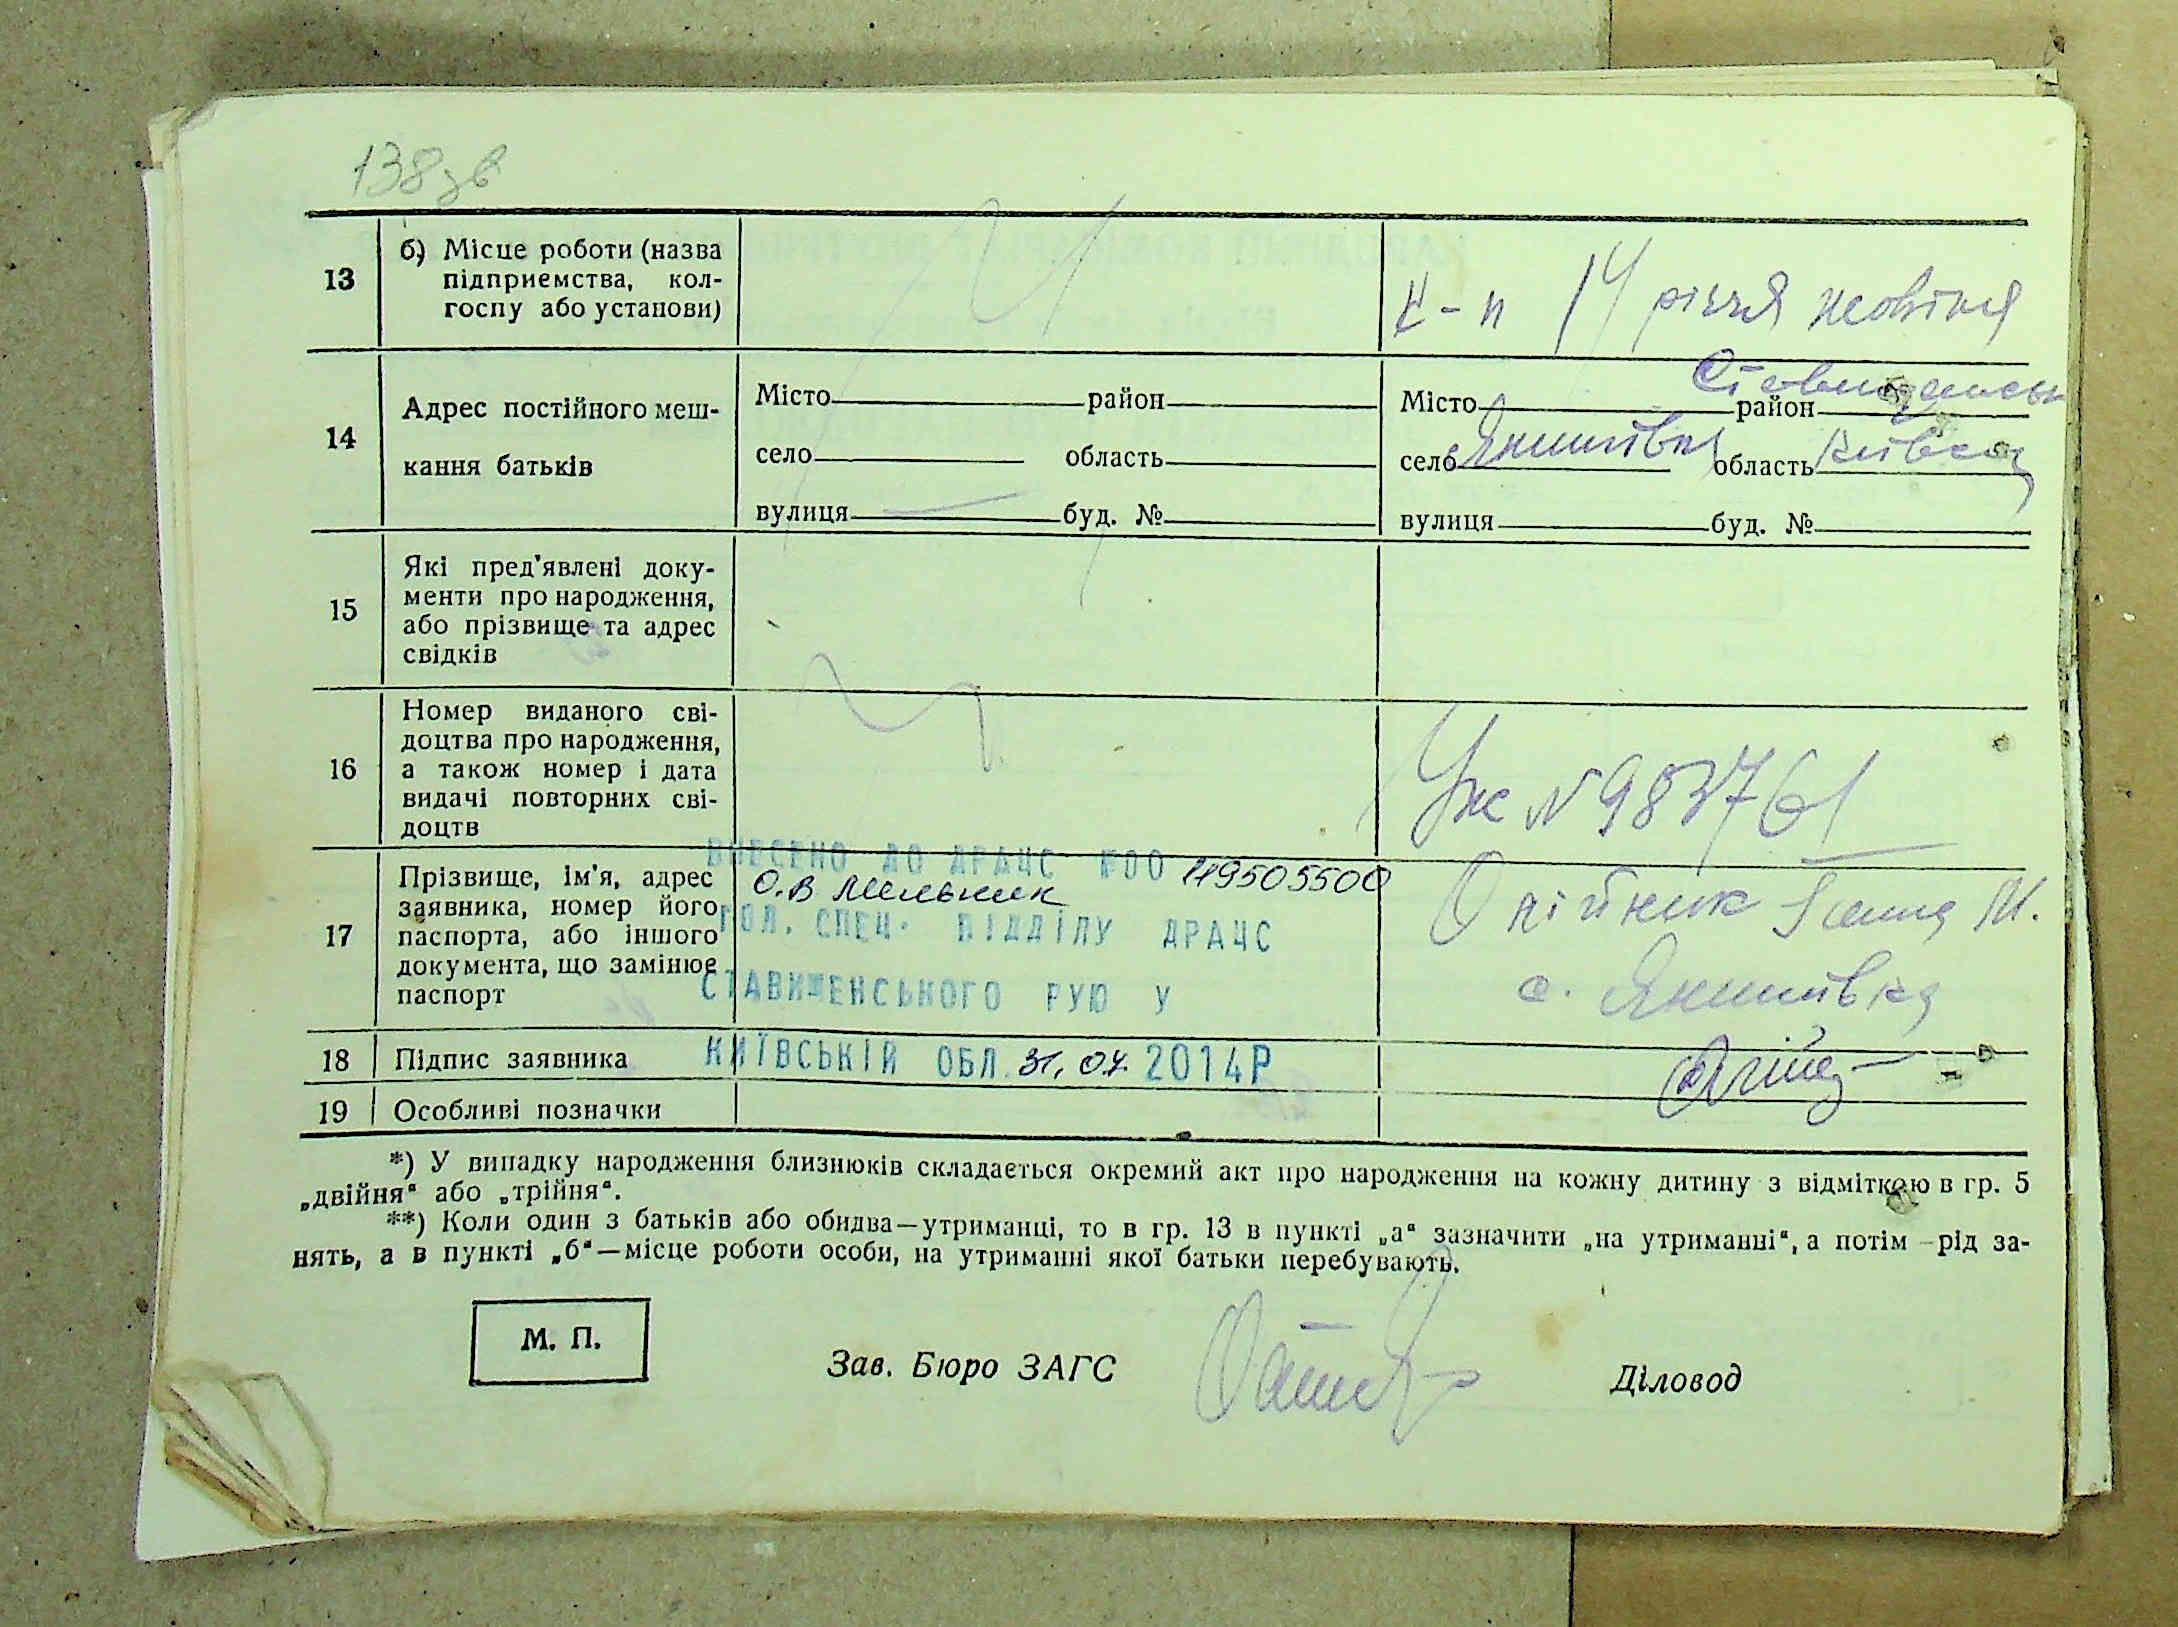 138зв
13
б) Місце роботи (назва
підприємства, кол-
госпу або установи)
к-п 14 річчя жовтня
14
Адрес постійного меш-
кання батьків
Місто район
село область
вулиця буд. №
Місто район Ставищанськ
село Янишівка область Київська
вулиця буд. №
15
Які пред'явлені доку-
менти про народження,
або прізвище та адрес
свідків
16
Номер виданого сві-
доцтва про народження,
а також номер і дата
видачі повторних сві-
доцтв
№ 983761
17
Прізвище, ім'я, адрес
заявника, номер його
паспорта, або іншого
документа, що замінює
паспорт
ВНЕСЕНО ДО ДРАЦС 00119505500
О.В Мельник
ГОЛ. СПЕЦ. ВІДДІЛУ ДРАЦС
СТАВИЩЕНСЬКОГО РУЮ У
КИЇВСЬКІЙ ОБЛ. 31.07.2014Р
Олійник Ганна М.
с. Янишівка
18
Підпис заявника
19
Особливі позначки
*) У випадку народження близнюків складається окремий акт про народження на кожну дитину з відміткою в гр. 5
„двійня“ або „трійня“.
**) Коли один з батьків або обидва—утриманці, то в гр. 13 в пункті „а“ зазначити „на утриманні“, а потім—рід за-
нять, а в пункті „б“—місце роботи особи, на утриманні якої батьки перебувають.
М. П.
Зав. Бюро ЗАГС
Діловод